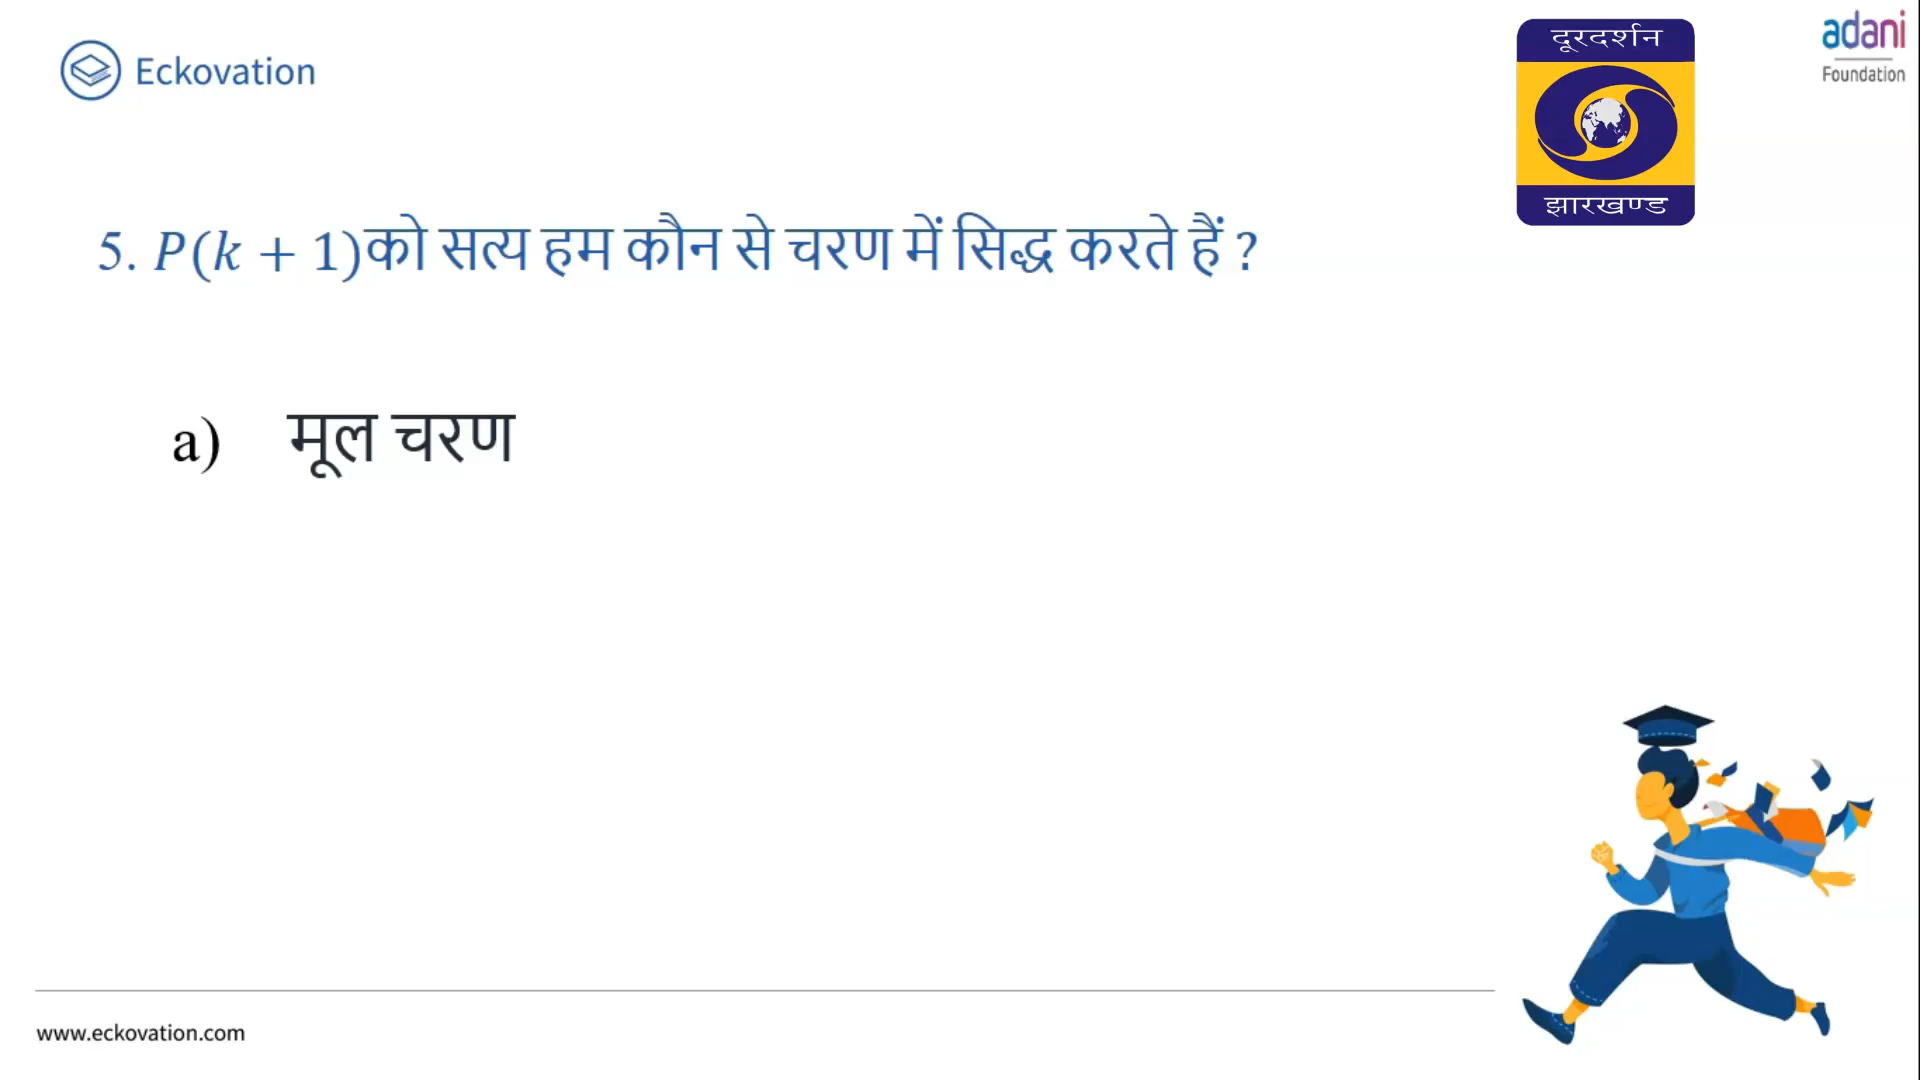 Eckovation
दूरदर्शन
झारखण्ड
adani
Foundation
5. P(k + 1)को सत्य हम कौन से चरण में सिद्ध करते हैं ?
a) मूल चरण
www.eckovation.com